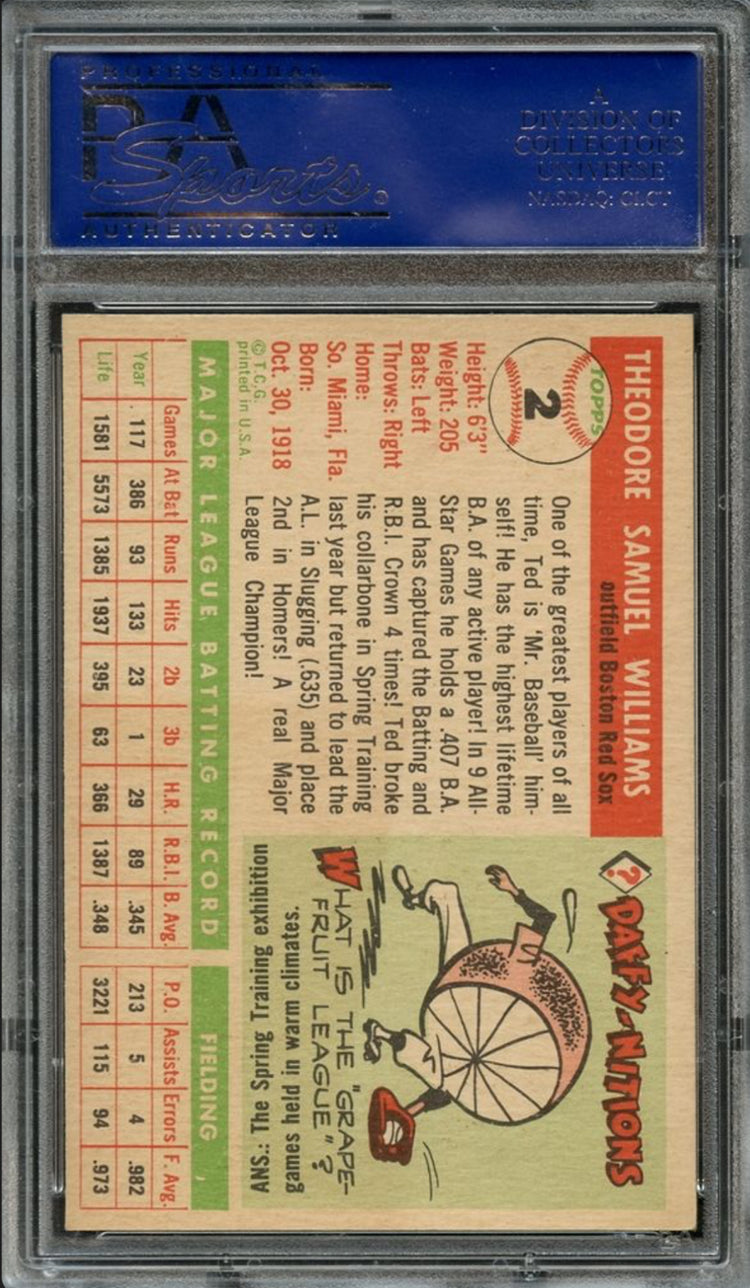 PROFESSIONAL
PSA
Sports®
AUTHENTICATOR
A
DIVISION OF
COLLECTORS
UNIVERSE
NASDAQ: CLCT
THEODORE SAMUEL WILLIAMS
outfield Boston Red Sox
TOPPS
2
Height: 6'3"
Weight: 205
Bats: Left
Throws: Right
Home:
So. Miami, Fla.
Born:
Oct. 30, 1918
© T.C.G.
printed in U.S.A.
One of the greatest players of all
time, Ted is 'Mr. Baseball' him-
self! He has the highest lifetime
B.A. of any active player! In 9 All-
Star Games he holds a .407 B.A.
and has captured the Batting and
R.B.I. Crown 4 times! Ted broke
his collarbone in Spring Training
last year but returned to lead the
A.L. in Slugging (.635) and place
2nd in Homers! A real Major
League Champion!
?
DAFFY-NITIONS
WHAT IS THE "GRAPE-
FRUIT LEAGUE"?
ANS.: The Spring Training exhibition
games held in warm climates.
MAJOR LEAGUE BATTING RECORD FIELDING
Games At Bat Runs Hits 2b 3b H.R. R.B.I. B. Avg. P.O. Assists Errors F. Avg.
Year 117 386 93 133 23 1 29 89 .345 213 5 4 .982
Life 1581 5573 1385 1937 395 63 366 1387 .348 3221 115 94 .973